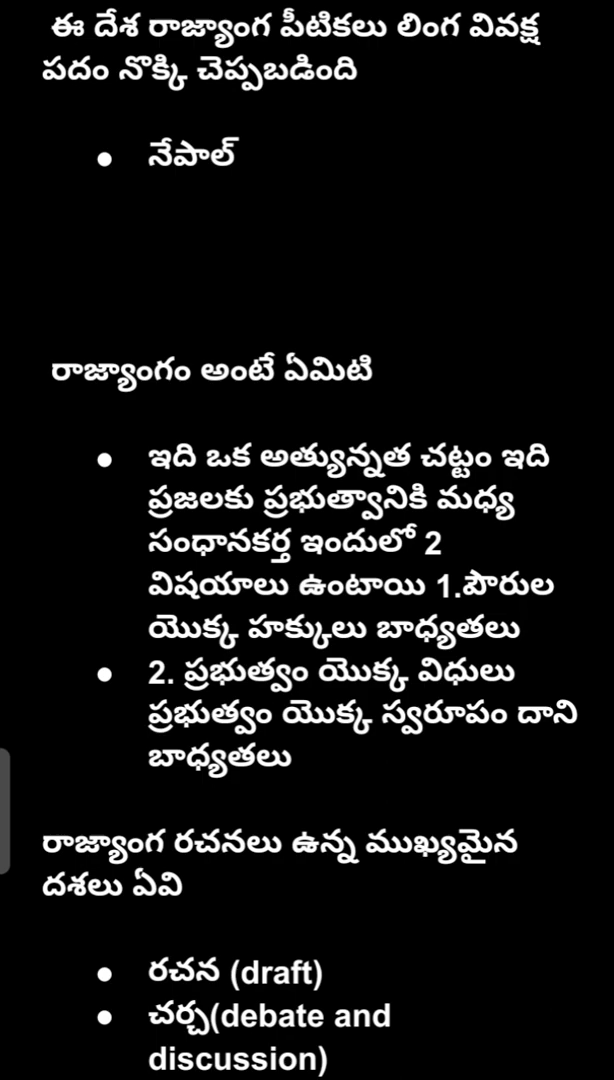 ఈ దేశ రాజ్యాంగ పీటికలు లింగ వివక్ష
పదం నొక్కి చెప్పబడింది
• నేపాల్
రాజ్యాంగం అంటే ఏమిటి
• ఇది ఒక అత్యున్నత చట్టం ఇది
ప్రజలకు ప్రభుత్వానికి మధ్య
సంధానకర్త ఇందులో 2
విషయాలు ఉంటాయి 1.పౌరుల
యొక్క హక్కులు బాధ్యతలు
• 2. ప్రభుత్వం యొక్క విధులు
ప్రభుత్వం యొక్క స్వరూపం దాని
బాధ్యతలు
రాజ్యాంగ రచనలు ఉన్న ముఖ్యమైన
దశలు ఏవి
• రచన (draft)
• చర్చ(debate and
discussion)